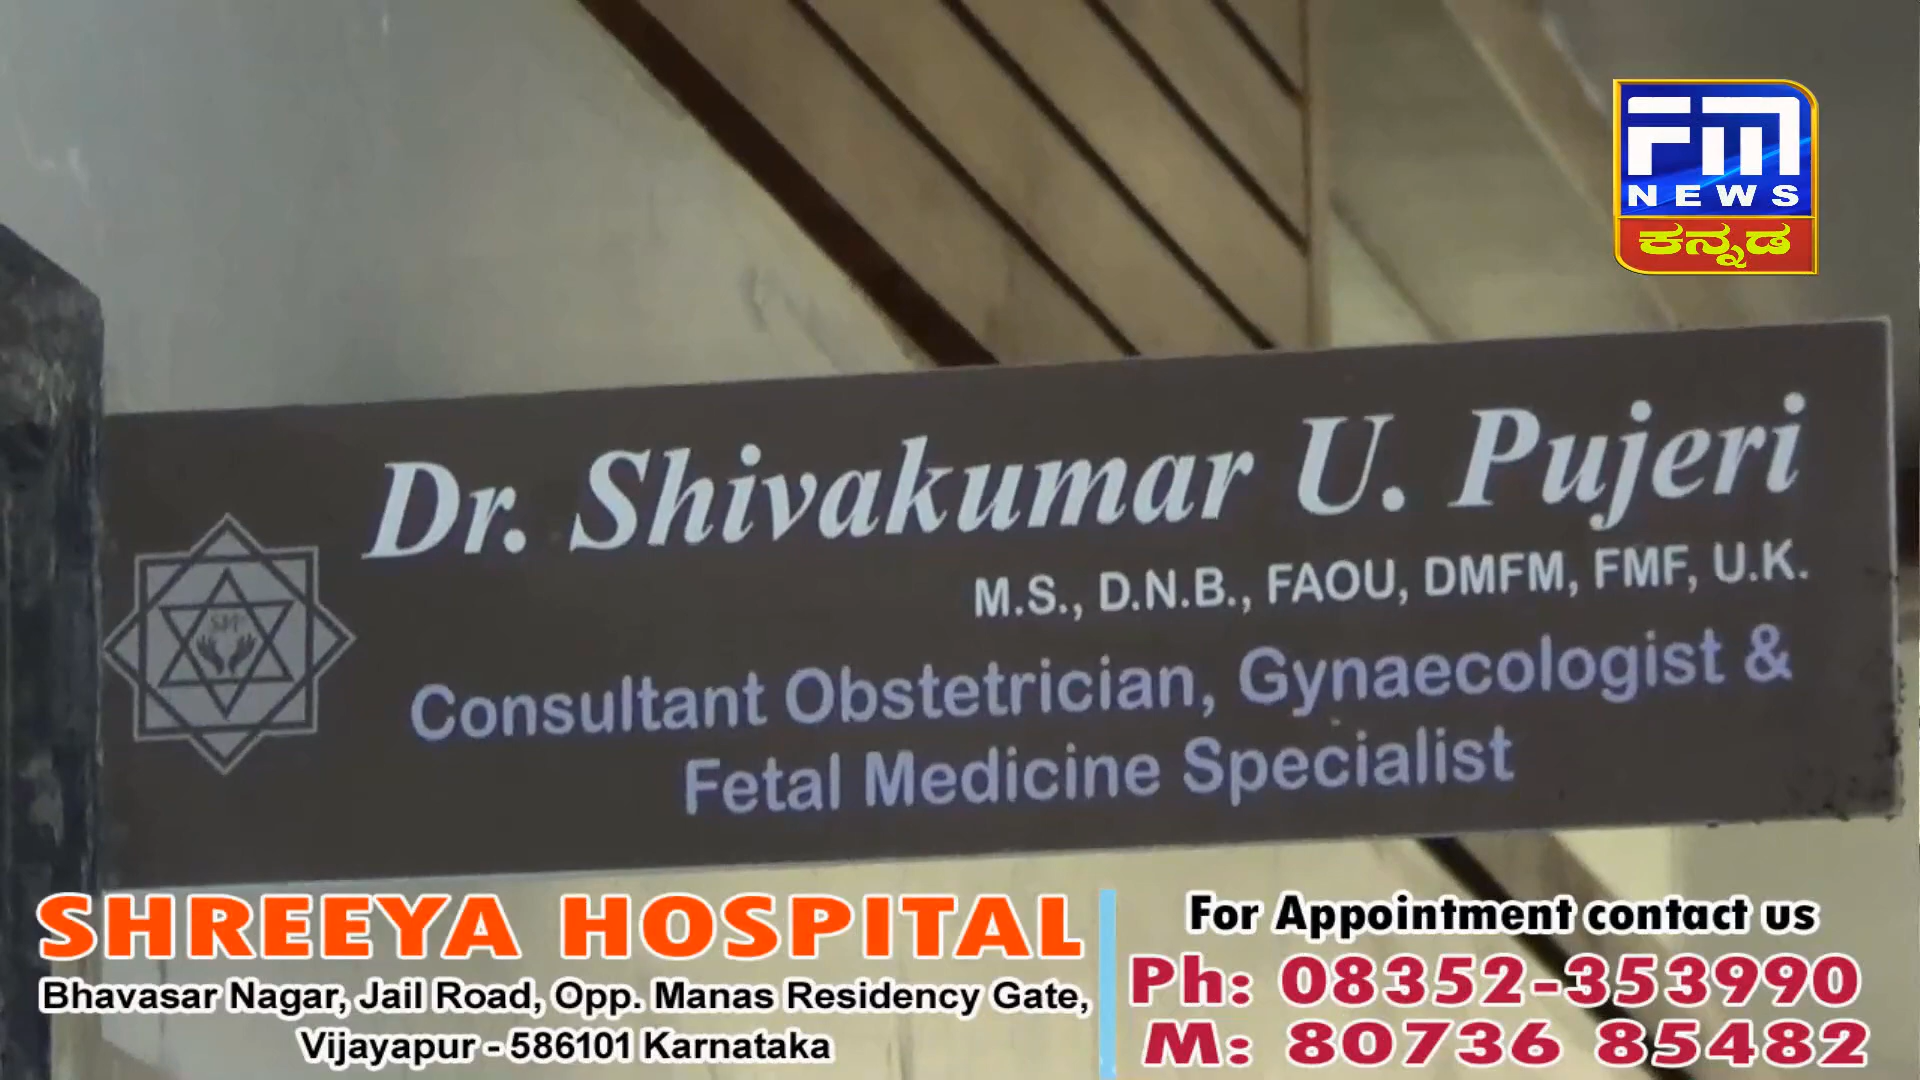 FM
NEWS
ಕನ್ನಡ
Dr. Shivakumar U. Pujeri
M.S., D.N.B., FAOU, DMFM, FMF, U.K.
Consultant Obstetrician, Gynaecologist &
Fetal Medicine Specialist
SHREEYA HOSPITAL
Bhavasar Nagar, Jail Road, Opp. Manas Residency Gate,
Vijayapur - 586101 Karnataka
For Appointment contact us
Ph: 08352-353990
M: 80736 85482